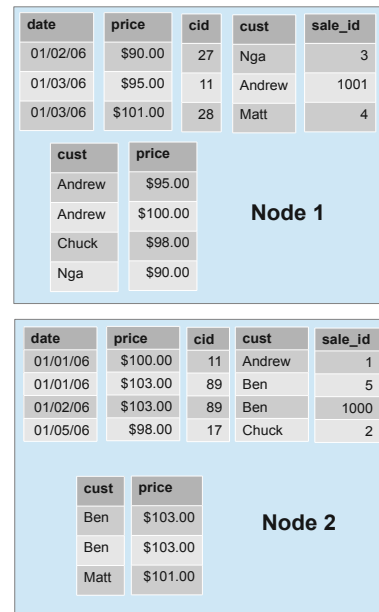 date price cid cust sale_id
01/02/06 $90.00 27 Nga 3
01/03/06 $95.00 11 Andrew 1001
01/03/06 $101.00 28 Matt 4
cust price
Andrew $95.00
Andrew $100.00
Chuck $98.00
Nga $90.00
Node 1
date price cid cust sale_id
01/01/06 $100.00 11 Andrew 1
01/01/06 $103.00 89 Ben 5
01/02/06 $103.00 89 Ben 1000
01/05/06 $98.00 17 Chuck 2
cust price
Ben $103.00
Ben $103.00
Matt $101.00
Node 2